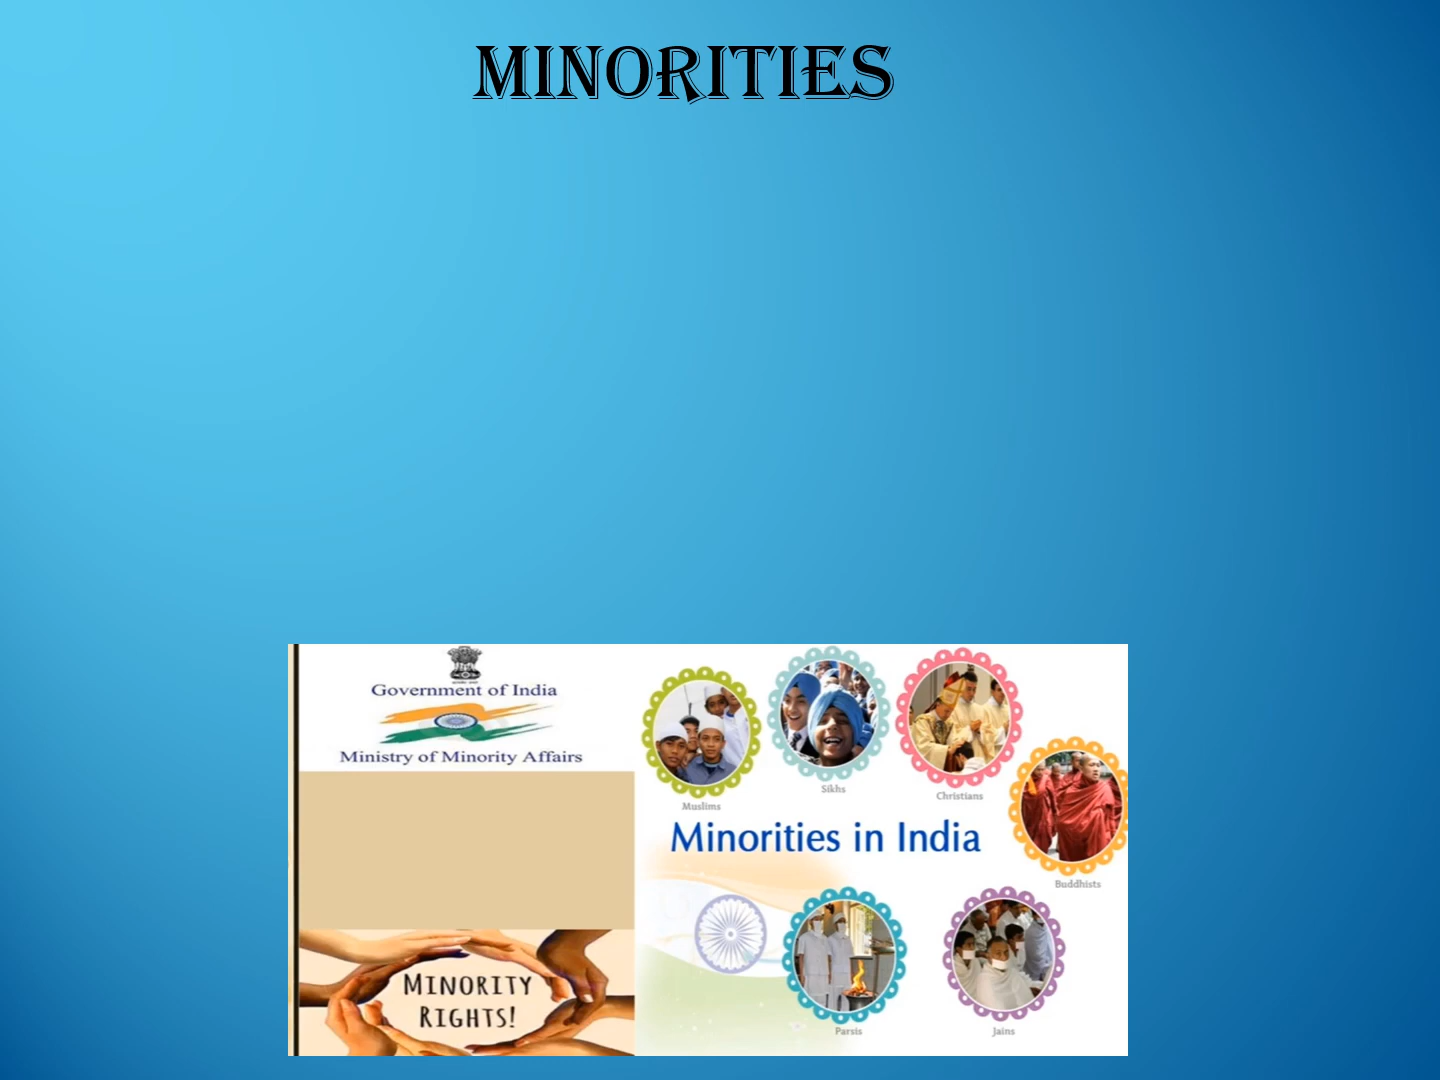 MINORITIES
Government of India
Ministry of Minority Affairs
Muslims
Sikhs
Christians
Buddhists
Minorities in India
MINORITY
RIGHTS!
Parsis
Jains